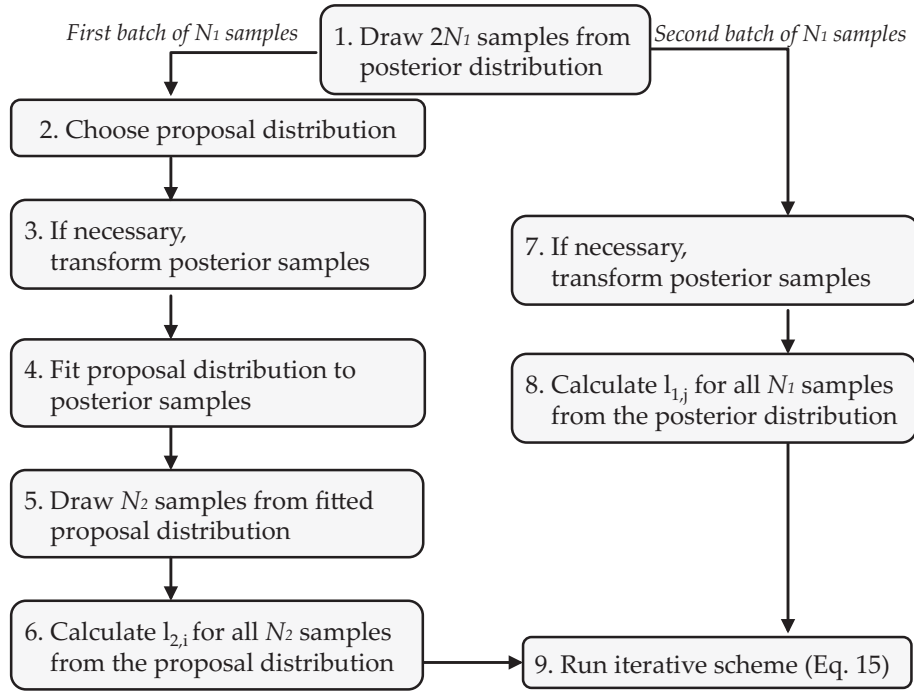 First batch of N1 samples
1. Draw 2N1 samples from
posterior distribution
Second batch of N1 samples
2. Choose proposal distribution
3. If necessary,
transform posterior samples
4. Fit proposal distribution to
posterior samples
5. Draw N2 samples from fitted
proposal distribution
6. Calculate l2,i for all N2 samples
from the proposal distribution
7. If necessary,
transform posterior samples
8. Calculate l1,j for all N1 samples
from the posterior distribution
9. Run iterative scheme (Eq. 15)